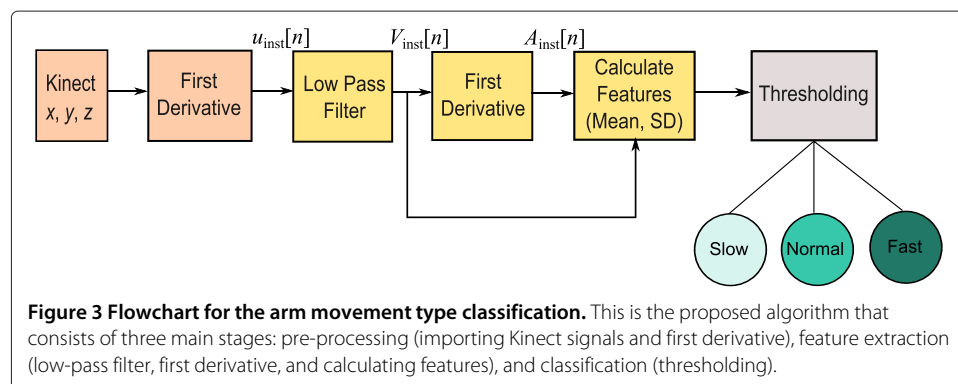 u_inst[n] V_inst[n] A_inst[n]
Kinect
x, y, z
First
Derivative
Low Pass
Filter
First
Derivative
Calculate
Features
(Mean, SD)
Thresholding
Slow
Normal
Fast
Figure 3 Flowchart for the arm movement type classification. This is the proposed algorithm that
consists of three main stages: pre-processing (importing Kinect signals and first derivative), feature extraction
(low-pass filter, first derivative, and calculating features), and classification (thresholding).